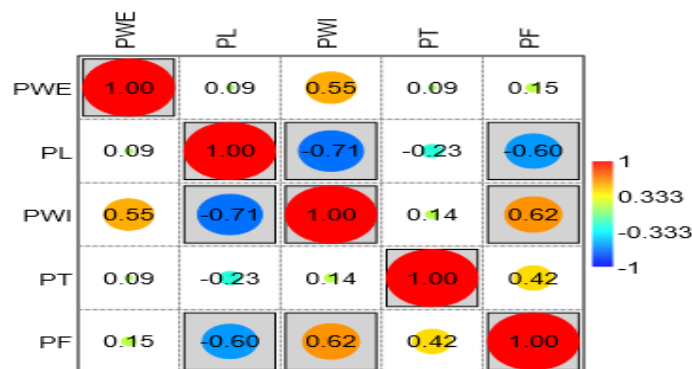 PWE PL PWI PT PF
PWE 1.00 0.09 0.55 0.09 0.15
PL 0.09 1.00 -0.71 -0.23 -0.60
PWI 0.55 -0.71 1.00 0.14 0.62
PT 0.09 -0.23 0.14 1.00 0.42
PF 0.15 -0.60 0.62 0.42 1.00
1
0.333
-0.333
-1